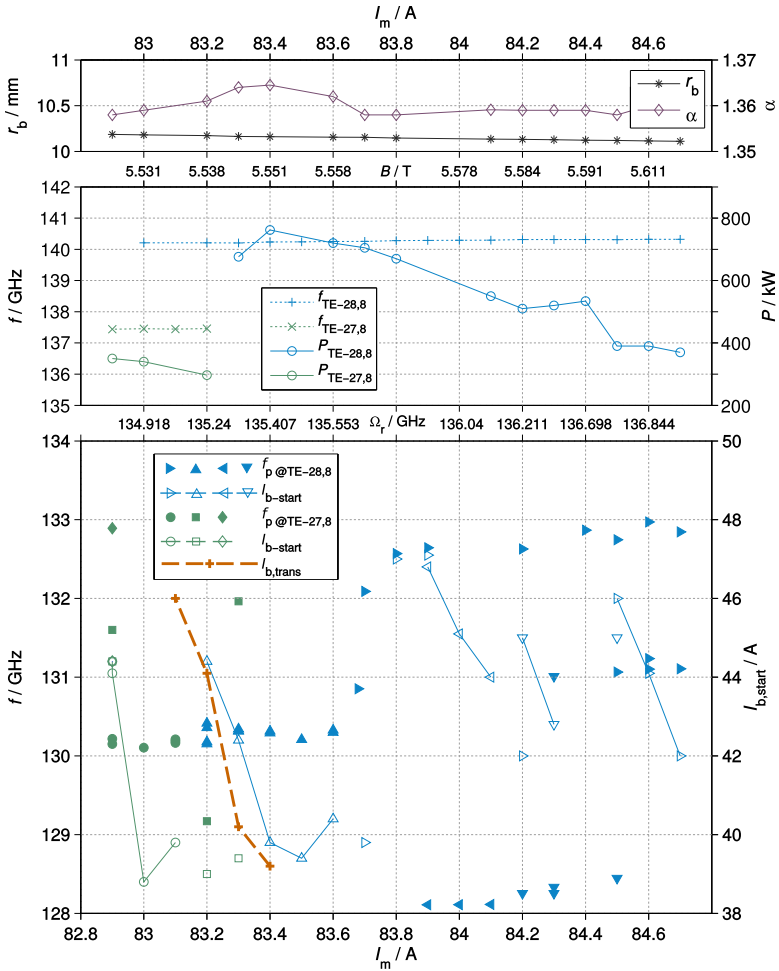 I_m / A
83 83.2 83.4 83.6 83.8 84 84.2 84.4 84.6
11 1.37
10.5 1.36
10 1.35
r_b / mm
α
r_b
α
5.531 5.538 5.551 5.558 B / T 5.578 5.584 5.591 5.611
142
141
140
139
138
137
136
135
f / GHz
800
600
400
200
P / kW
f_TE−28,8
f_TE−27,8
P_TE−28,8
P_TE−27,8
134.918 135.24 135.407 135.553 Ω_r / GHz 136.04 136.211 136.698 136.844
134
133
132
131
130
129
128
f / GHz
50
48
46
44
42
40
38
I_b,start / A
f_p @TE−28,8
I_b−start
f_p @TE−27,8
I_b−start
I_b,trans
82.8 83 83.2 83.4 83.6 83.8 84 84.2 84.4 84.6
I_m / A